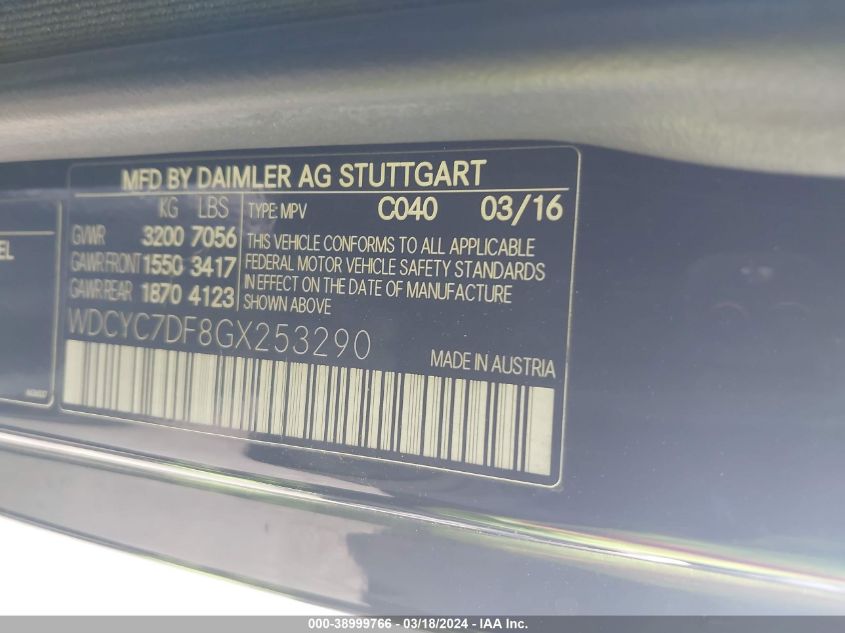 MFD BY DAIMLER AG STUTTGART
KG LBS TYPE: MPV C040 03/16
GVWR 3200 7056
GAWR FRONT 1550 3417
GAWR REAR 1870 4123
THIS VEHICLE CONFORMS TO ALL APPLICABLE
FEDERAL MOTOR VEHICLE SAFETY STANDARDS
IN EFFECT ON THE DATE OF MANUFACTURE
SHOWN ABOVE
WDCYC7DF8GX253290
MADE IN AUSTRIA
EL
000-38999766 - 03/18/2024 - IAA Inc.